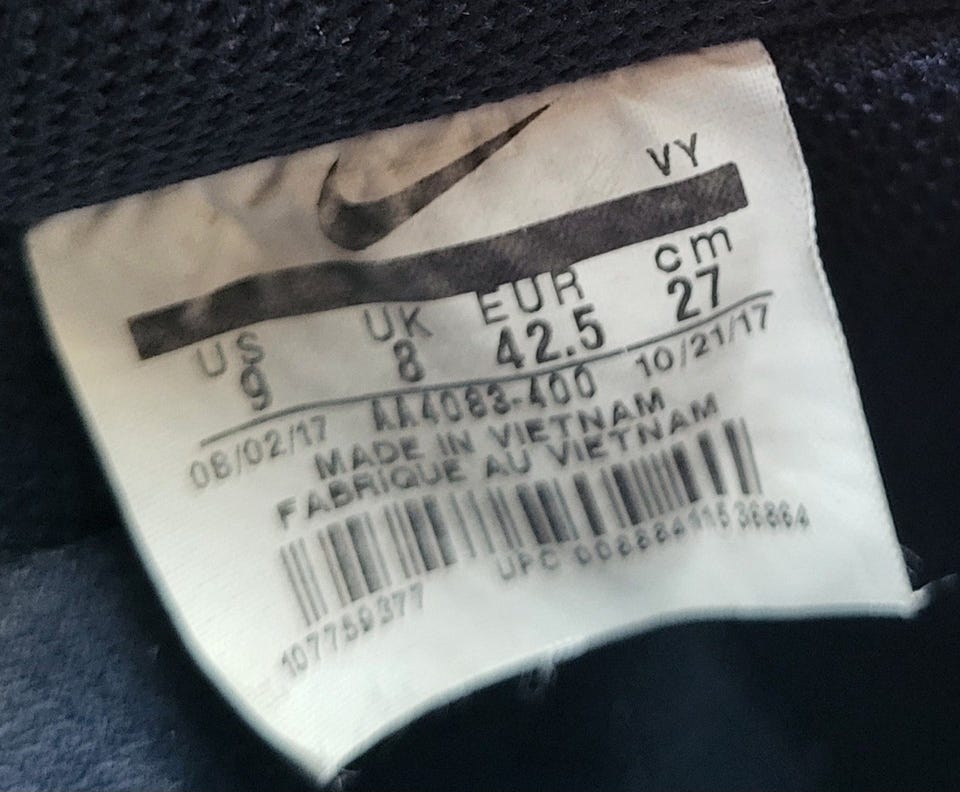 VY
US UK EUR cm
9 8 42.5 27
08/02/17 AA4083-400 10/21/17
MADE IN VIETNAM
FABRIQUE AU VIETNAM
UPC 00888411536864
107759377